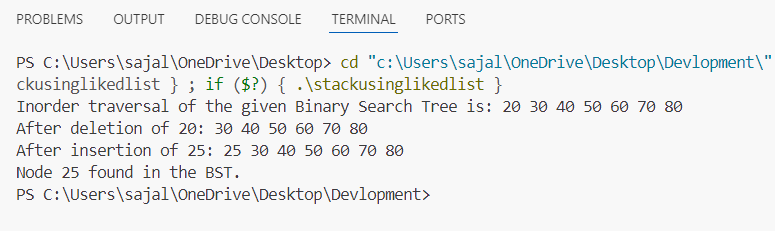 PROBLEMS OUTPUT DEBUG CONSOLE TERMINAL PORTS
PS C:\Users\sajal\OneDrive\Desktop> cd "c:\Users\sajal\OneDrive\Desktop\Devlopment\"
ckusinglikedlist } ; if ($?) { .\stackusinglikedlist }
Inorder traversal of the given Binary Search Tree is: 20 30 40 50 60 70 80
After deletion of 20: 30 40 50 60 70 80
After insertion of 25: 25 30 40 50 60 70 80
Node 25 found in the BST.
PS C:\Users\sajal\OneDrive\Desktop\Devlopment>